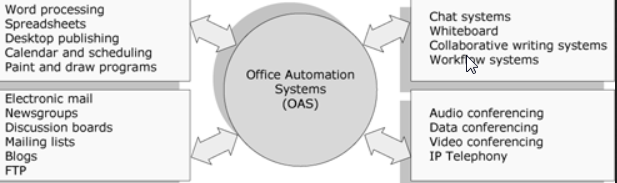 Word processing
Spreadsheets
Desktop publishing
Calendar and scheduling
Paint and draw programs
Chat systems
Whiteboard
Collaborative writing systems
Workflow systems
Office Automation
Systems
(OAS)
Electronic mail
Newsgroups
Discussion boards
Mailing lists
Blogs
FTP
Audio conferencing
Data conferencing
Video conferencing
IP Telephony